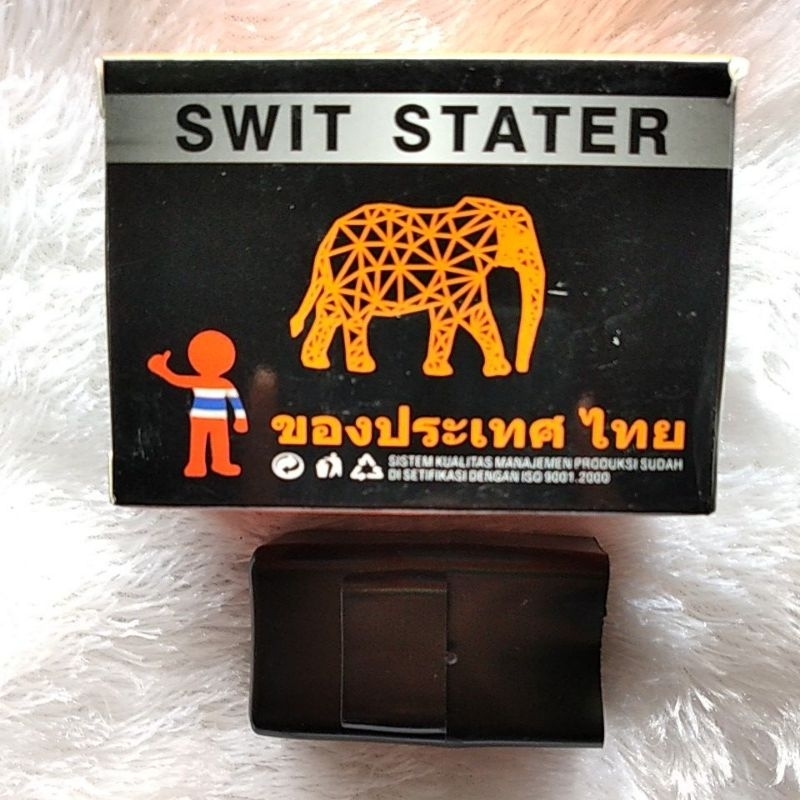 SWIT STATER
ของประเทศ ไทย
SISTEM KUALITAS MANAJEMEN PRODUKSI SUDAH
DI SETIFIKASI DENGAN ISO 9001.2000